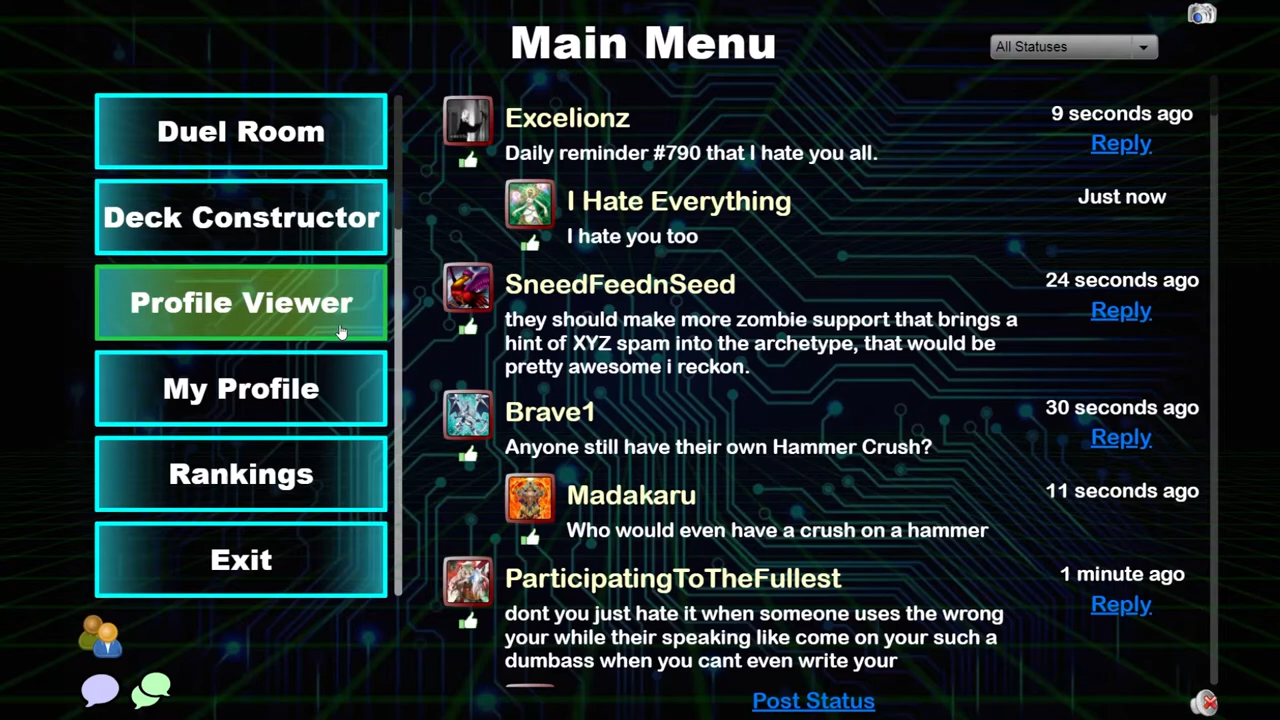 Main Menu
All Statuses
Duel Room
Deck Constructor
Profile Viewer
My Profile
Rankings
Exit
Excelionz
9 seconds ago
Daily reminder #790 that I hate you all.
Reply
I Hate Everything
Just now
I hate you too
SneedFeednSeed
24 seconds ago
they should make more zombie support that brings a
Reply
hint of XYZ spam into the archetype, that would be
pretty awesome i reckon.
Brave1
30 seconds ago
Anyone still have their own Hammer Crush?
Reply
Madakaru
11 seconds ago
Who would even have a crush on a hammer
ParticipatingToTheFullest
1 minute ago
dont you just hate it when someone uses the wrong
Reply
your while their speaking like come on your such a
dumbass when you cant even write your
Post Status